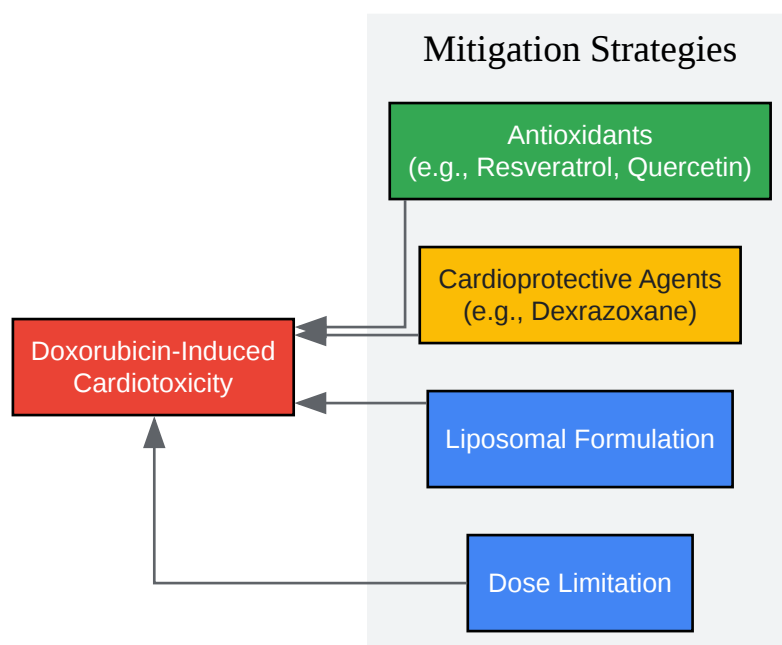 Mitigation Strategies
Antioxidants
(e.g., Resveratrol, Quercetin)
Cardioprotective Agents
(e.g., Dexrazoxane)
Doxorubicin-Induced
Cardiotoxicity
Liposomal Formulation
Dose Limitation